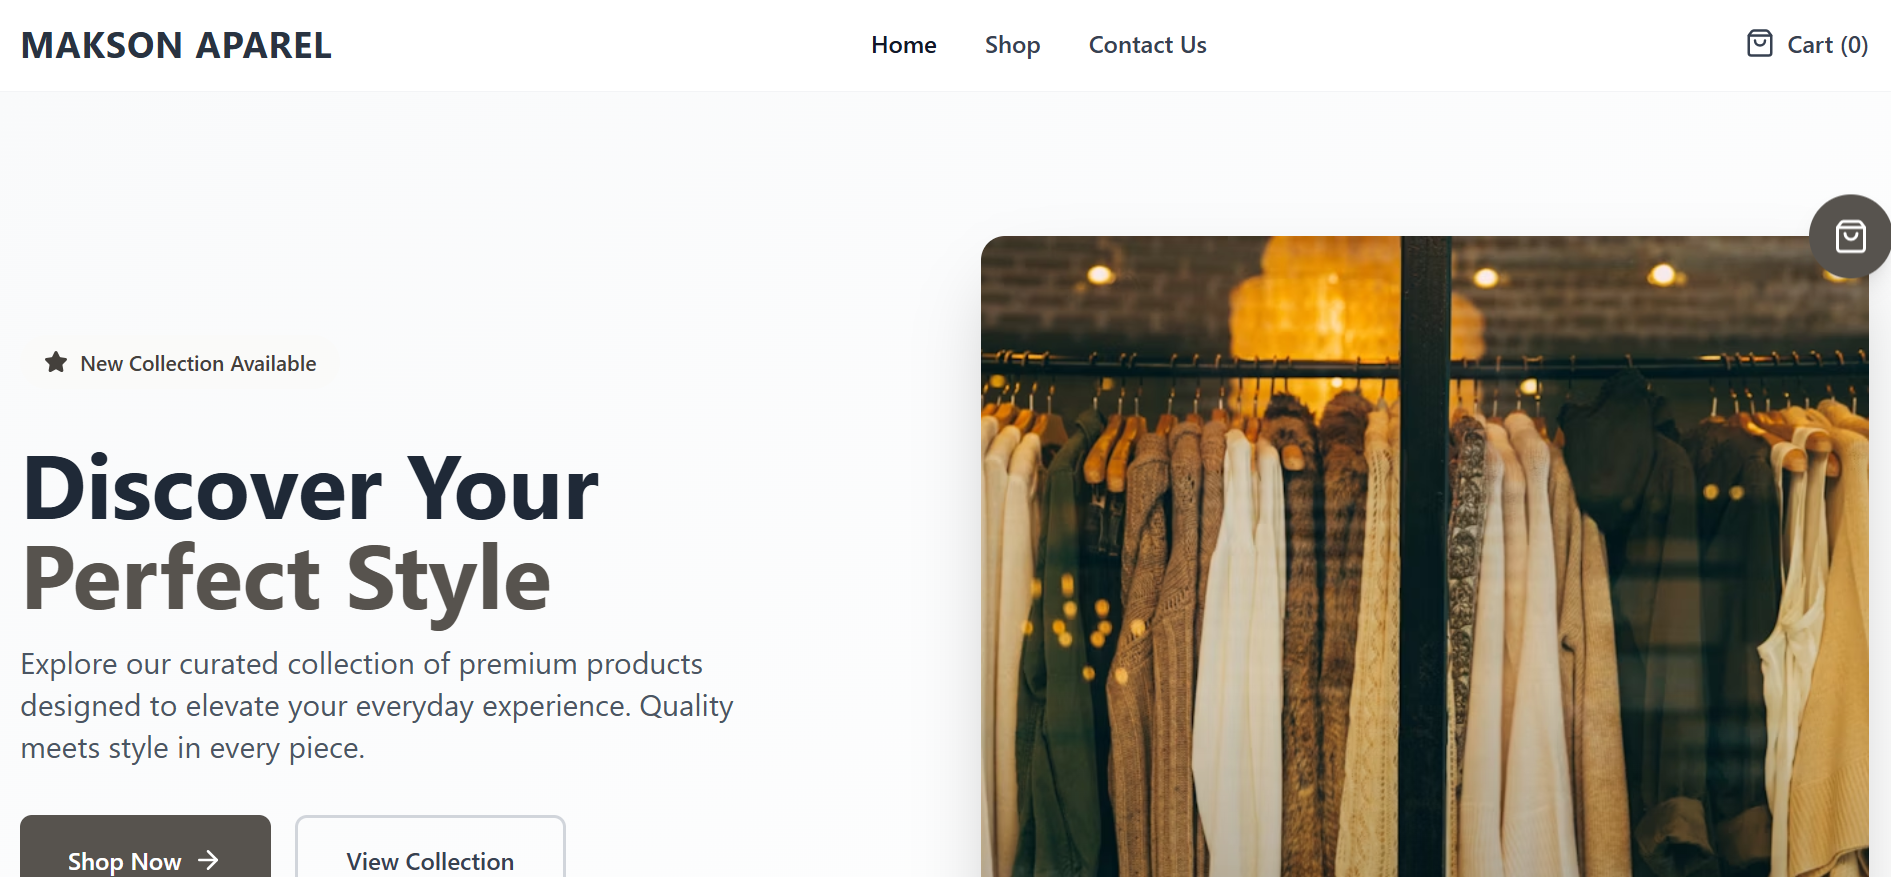 MAKSON APAREL
Home
Shop
Contact Us
Cart (0)
New Collection Available
Discover Your
Perfect Style
Explore our curated collection of premium products
designed to elevate your everyday experience. Quality
meets style in every piece.
Shop Now
View Collection